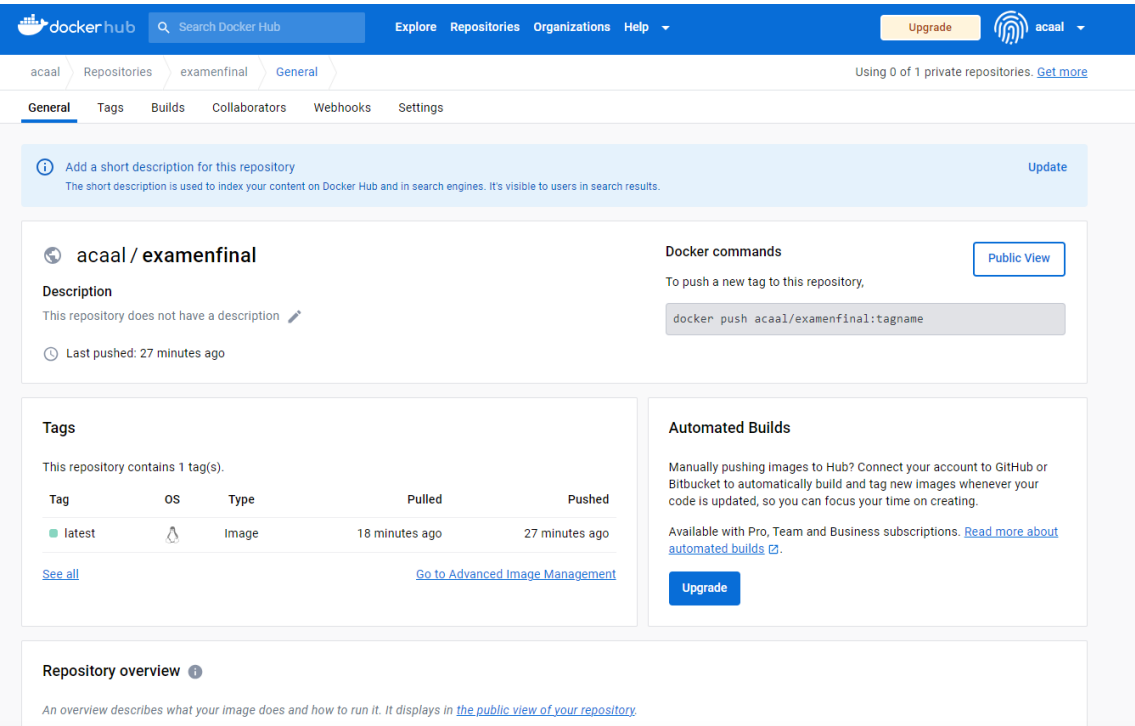 dockerhub
Search Docker Hub
Explore Repositories Organizations Help
Upgrade
acaal
acaal Repositories examenfinal General
Using 0 of 1 private repositories. Get more
General Tags Builds Collaborators Webhooks Settings
Add a short description for this repository
The short description is used to index your content on Docker Hub and in search engines. It's visible to users in search results.
Update
acaal / examenfinal
Description
This repository does not have a description
Last pushed: 27 minutes ago
Docker commands
Public View
To push a new tag to this repository,
docker push acaal/examenfinal:tagname
Tags
This repository contains 1 tag(s).
Tag OS Type Pulled Pushed
latest Image 18 minutes ago 27 minutes ago
See all
Go to Advanced Image Management
Automated Builds
Manually pushing images to Hub? Connect your account to GitHub or
Bitbucket to automatically build and tag new images whenever your
code is updated, so you can focus your time on creating.
Available with Pro, Team and Business subscriptions. Read more about
automated builds .
Upgrade
Repository overview
An overview describes what your image does and how to run it. It displays in the public view of your repository.